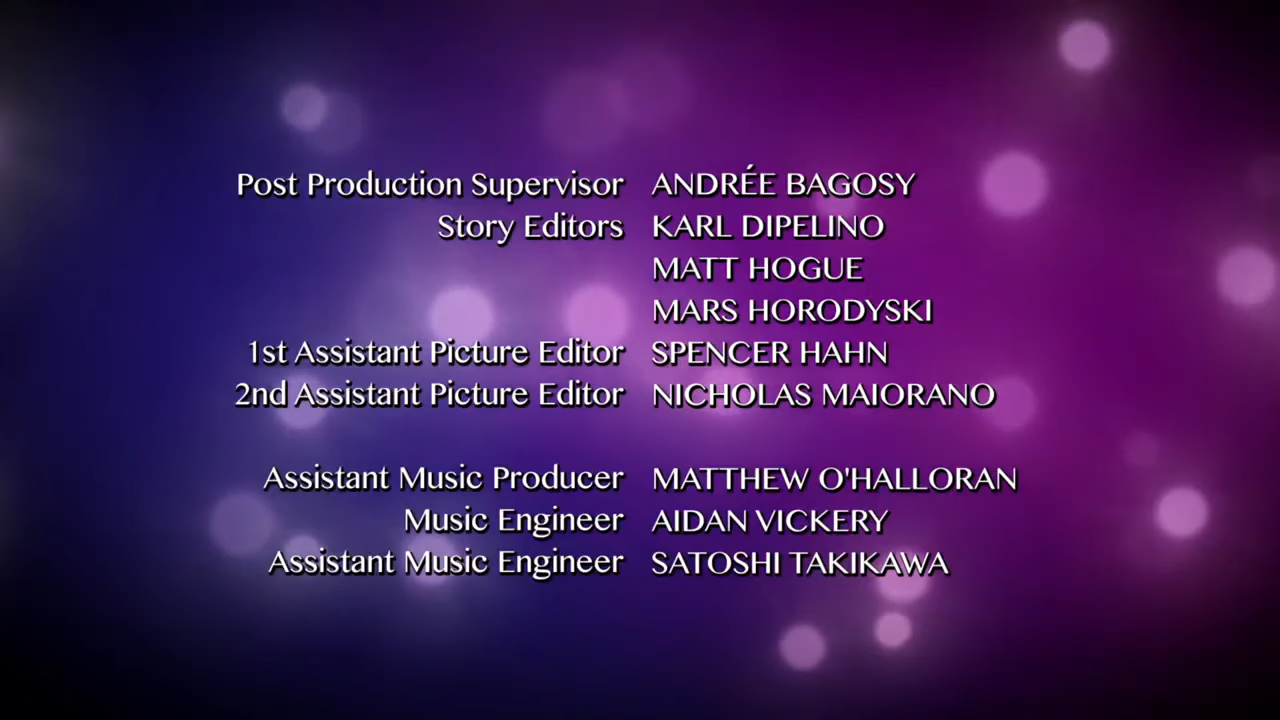 Post Production Supervisor ANDRÉE BAGOSY
Story Editors KARL DIPELINO
MATT HOGUE
MARS HORODYSKI
1st Assistant Picture Editor SPENCER HAHN
2nd Assistant Picture Editor NICHOLAS MAIORANO
Assistant Music Producer MATTHEW O'HALLORAN
Music Engineer AIDAN VICKERY
Assistant Music Engineer SATOSHI TAKIKAWA